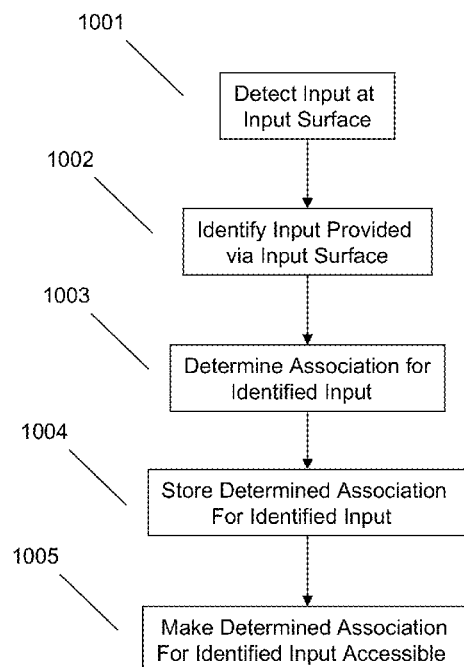 1001
Detect Input at
Input Surface
1002
Identify Input Provided
via Input Surface
1003
Determine Association for
Identified Input
1004
Store Determined Association
For Identified Input
1005
Make Determined Association
For Identified Input Accessible